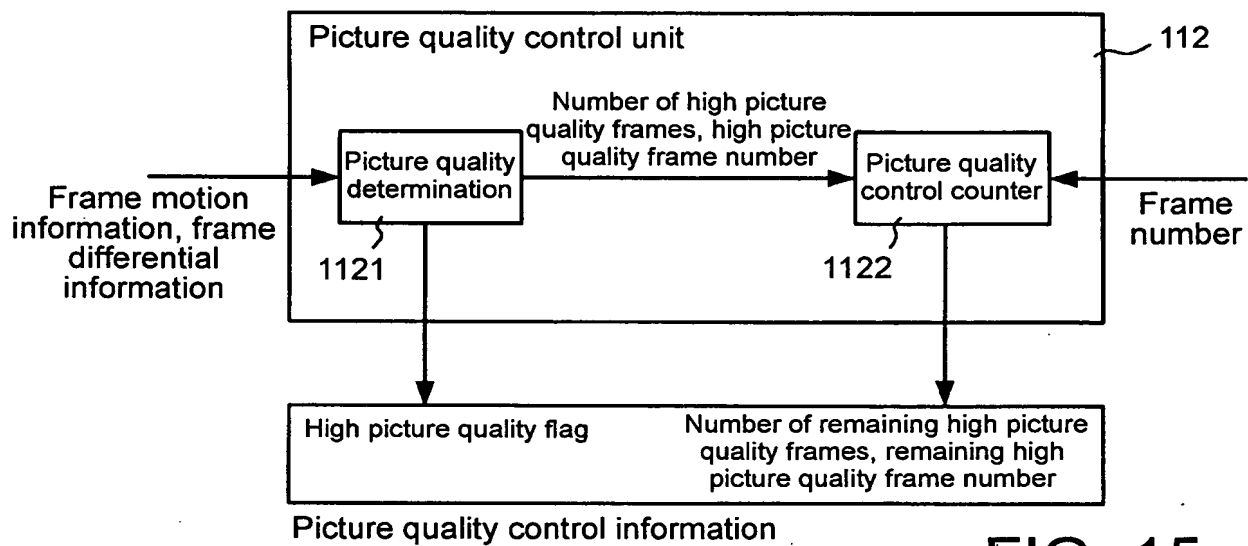 Picture quality control unit
112
Number of high picture
quality frames, high picture
quality frame number
Picture quality
determination
Picture quality
control counter
Frame motion
information, frame
differential
information
1121
1122
Frame
number
High picture quality flag
Number of remaining high picture
quality frames, remaining high
picture quality frame number
Picture quality control information